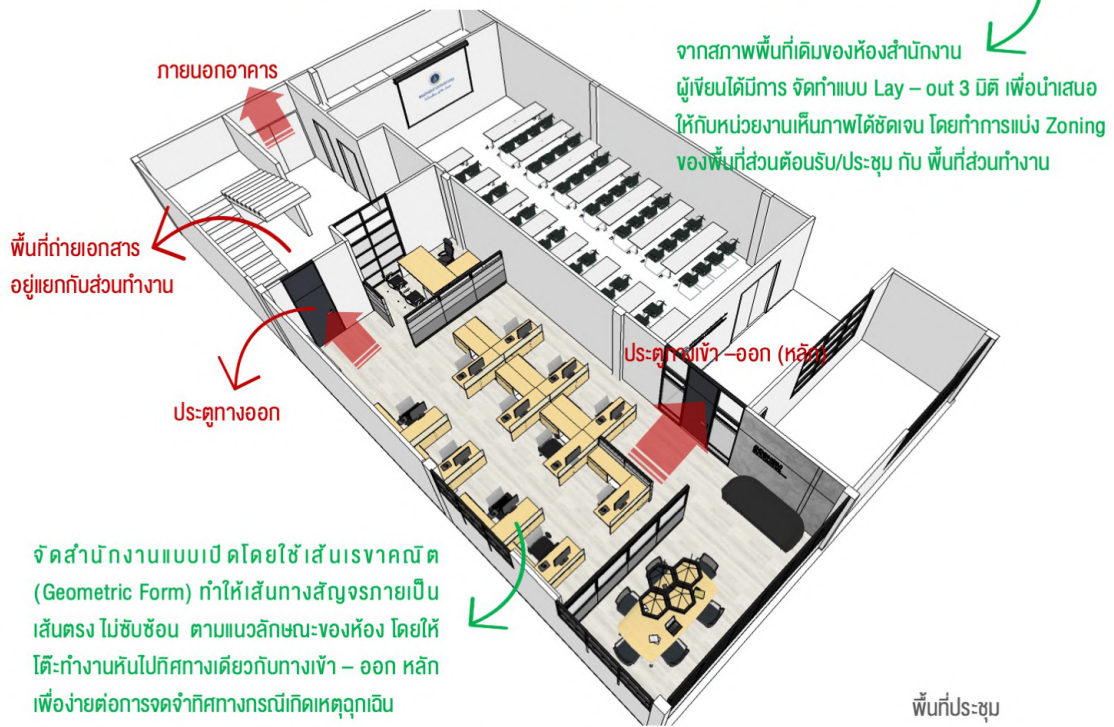 ภายนอกอาคาร
จากสภาพพื้นที่เดิมของห้องสำนักงาน
ผู้เขียนได้มีการ จัดทำแบบ Lay – out 3 มิติ เพื่อนำเสนอ
ให้กับหน่วยงานเห็นภาพได้ชัดเจน โดยทำการแบ่ง Zoning
ของพื้นที่ส่วนต้อนรับ/ประชุม กับ พื้นที่ส่วนทำงาน
พื้นที่ถ่ายเอกสาร
อยู่แยกกับส่วนทำงาน
ประตูทางเข้า –ออก (หลัก)
ประตูทางออก
จัดสำนักงานแบบเปิดโดยใช้เส้นเรขาคณิต
(Geometric Form) ทำให้เส้นทางสัญจรภายเป็น
เส้นตรง ไม่ซับซ้อน ตามแนวลักษณะของห้อง โดยให้
โต๊ะทำงานหันไปทิศทางเดียวกับทางเข้า – ออก หลัก
เพื่อง่ายต่อการจดจำทิศทางกรณีเกิดเหตุฉุกเฉิน
พื้นที่ประชุม